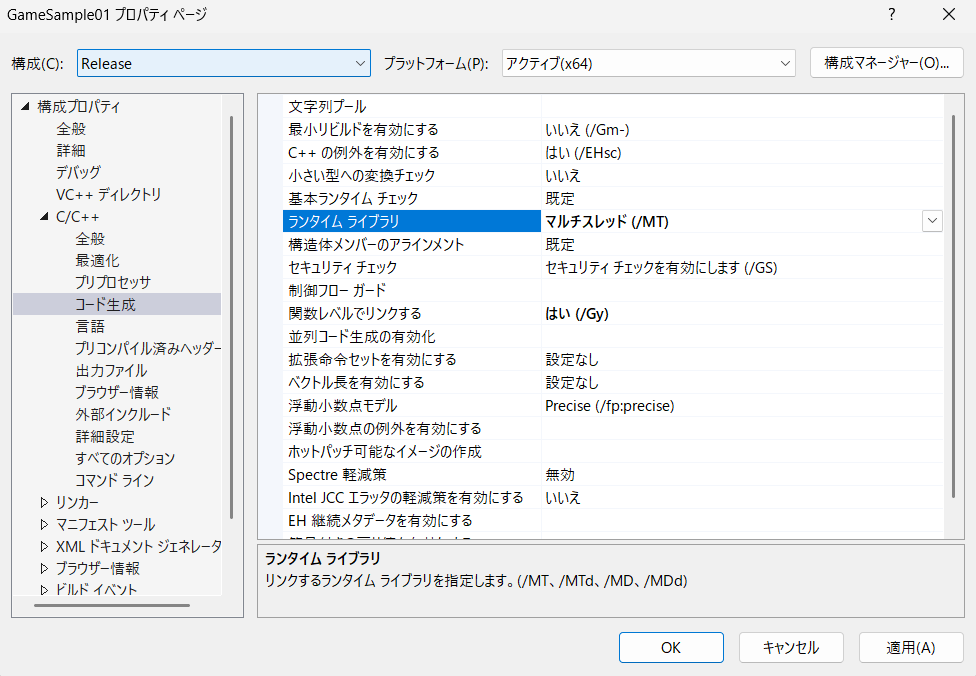 GameSample01 プロパティ ページ
?
構成(C): Release プラットフォーム(P): アクティブ(x64) 構成マネージャー(O)...
構成プロパティ
全般
詳細
デバッグ
VC++ ディレクトリ
C/C++
全般
最適化
プリプロセッサ
コード生成
言語
プリコンパイル済みヘッダー
出力ファイル
ブラウザー情報
外部インクルード
詳細設定
すべてのオプション
コマンド ライン
リンカー
マニフェスト ツール
XML ドキュメント ジェネレータ
ブラウザー情報
ビルド イベント
文字列プール
最小リビルドを有効にする いいえ (/Gm-)
C++ の例外を有効にする はい (/EHsc)
小さい型への変換チェック いいえ
基本ランタイム チェック 既定
ランタイム ライブラリ マルチスレッド (/MT)
構造体メンバーのアラインメント 既定
セキュリティ チェック セキュリティ チェックを有効にします (/GS)
制御フロー ガード
関数レベルでリンクする はい (/Gy)
並列コード生成の有効化
拡張命令セットを有効にする 設定なし
ベクトル長を有効にする 設定なし
浮動小数点モデル Precise (/fp:precise)
浮動小数点の例外を有効にする
ホットパッチ可能なイメージの作成
Spectre 軽減策 無効
Intel JCC エラッタの軽減策を有効にする いいえ
EH 継続メタデータを有効にする
ランタイム ライブラリ
リンクするランタイム ライブラリを指定します。(/MT、/MTd、/MD、/MDd)
OK キャンセル 適用(A)